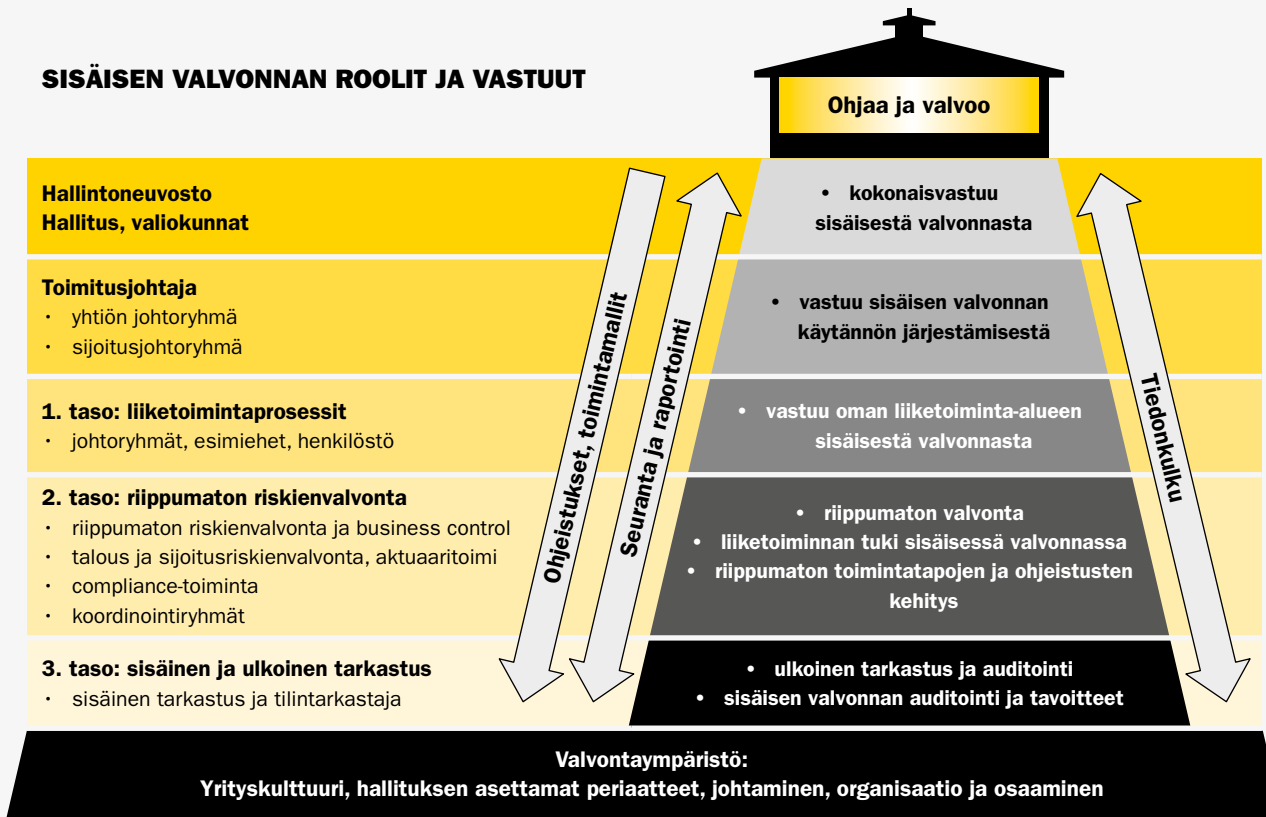 SISÄISEN VALVONNAN ROOLIT JA VASTUUT
Ohjaa ja valvoo
Hallintoneuvosto
Hallitus, valiokunnat
• kokonaisvastuu
sisäisestä valvonnasta
Toimitusjohtaja
· yhtiön johtoryhmä
· sijoitusjohtoryhmä
• vastuu sisäisen valvonnan
käytännön järjestämisestä
1. taso: liiketoimintaprosessit
· johtoryhmät, esimiehet, henkilöstö
• vastuu oman liiketoiminta-alueen
sisäisestä valvonnasta
2. taso: riippumaton riskienvalvonta
· riippumaton riskienvalvonta ja business control
· talous ja sijoitusriskienvalvonta, aktuaaritoimi
· compliance-toiminta
· koordinointiryhmät
• riippumaton valvonta
• liiketoiminnan tuki sisäisessä valvonnassa
• riippumaton toimintatapojen ja ohjeistusten
kehitys
3. taso: sisäinen ja ulkoinen tarkastus
· sisäinen tarkastus ja tilintarkastaja
• ulkoinen tarkastus ja auditointi
• sisäisen valvonnan auditointi ja tavoitteet
Ohjeistukset, toimintamallit
Seuranta ja raportointi
Tiedonkulku
Valvontaympäristö:
Yrityskulttuuri, hallituksen asettamat periaatteet, johtaminen, organisaatio ja osaaminen